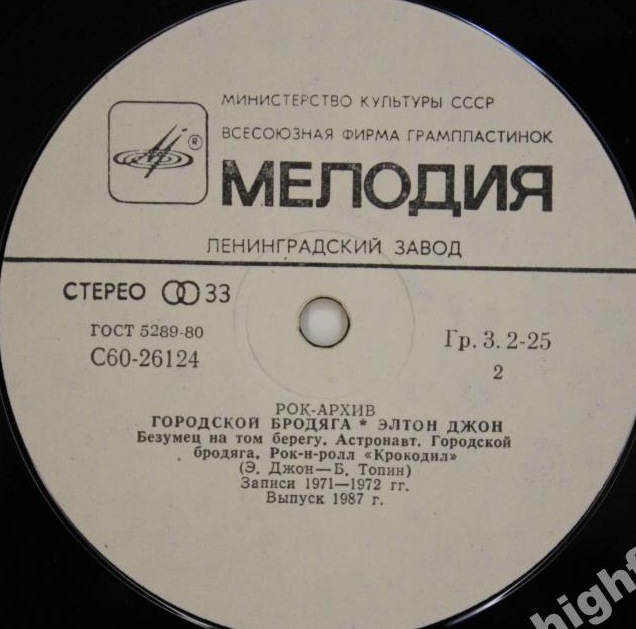 МИНИСТЕРСТВО КУЛЬТУРЫ СССР
ВСЕСОЮЗНАЯ ФИРМА ГРАМПЛАСТИНОК
®
МЕЛОДИЯ
ЛЕНИНГРАДСКИЙ ЗАВОД
СТЕРЕО 33
ГОСТ 5289-80
С60-26124
Гр. 3. 2-25
2
РОК-АРХИВ
ГОРОДСКОЙ БРОДЯГА * ЭЛТОН ДЖОН
Безумец на том берегу. Астронавт. Городской
бродяга. Рок-н-ролл «Крокодил»
(Э. Джон—Б. Топин)
Записи 1971—1972 гг.
Выпуск 1987 г.